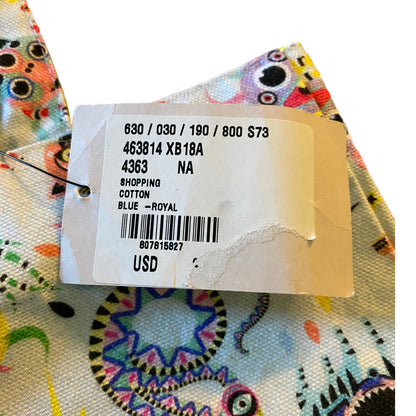 630 / 030 / 190 / 800 S73
463814 XB18A
4363 NA
SHOPPING
COTTON
BLUE -ROYAL
807815827
USD